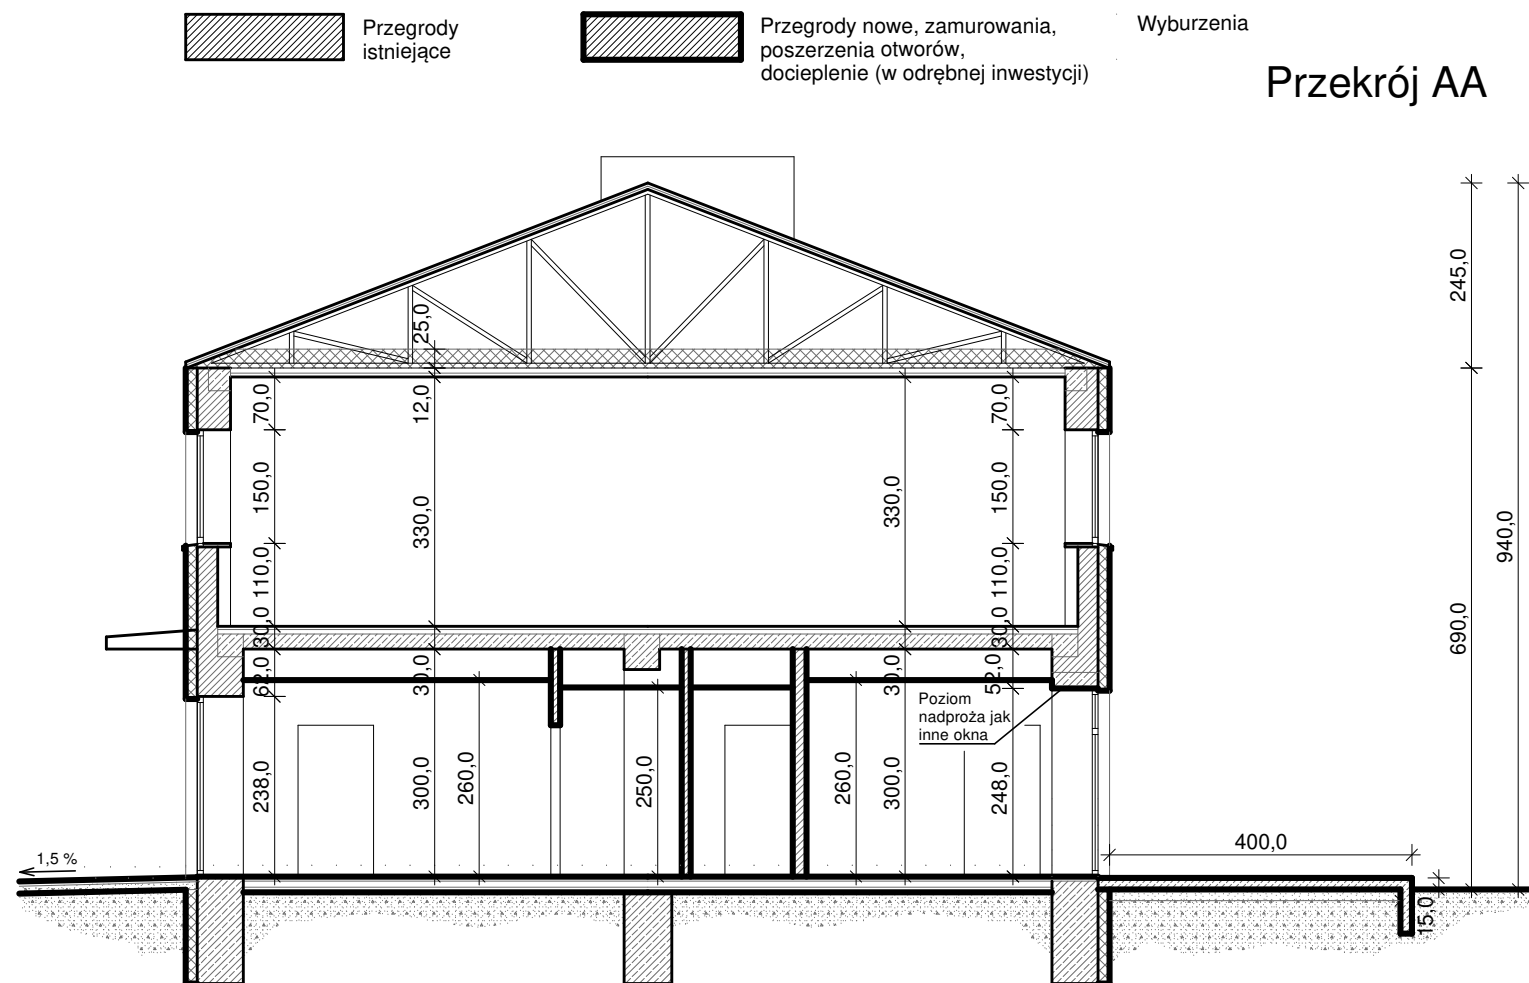 Przegrody
istniejące
Przegrody nowe, zamurowania,
poszerzenia otworów,
docieplenie (w odrębnej inwestycji)
Wyburzenia
Przekrój AA
25,0
245,0
70,0
12,0
70,0
150,0
330,0
330,0
150,0
940,0
110,0
110,0
690,0
30,0
30,0
62,0
30,0
30,0
52,0
Poziom
nadproża jak
inne okna
238,0
300,0
260,0
250,0
260,0
300,0
248,0
1,5 %
400,0
15,0